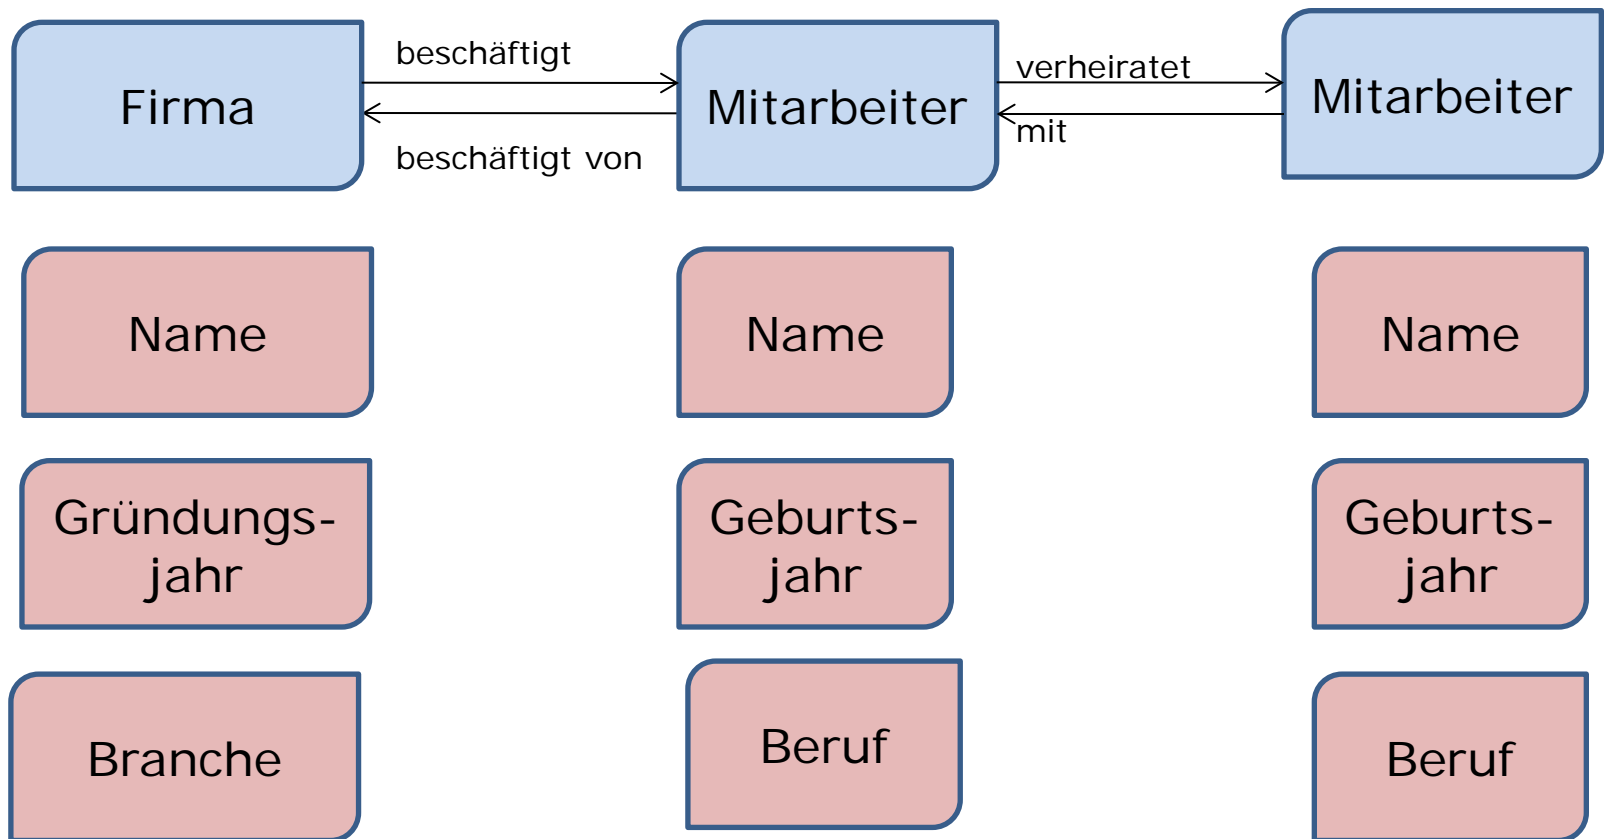 Firma
beschäftigt
beschäftigt von
Mitarbeiter
verheiratet
mit
Mitarbeiter
Name
Name
Name
Gründungs-
jahr
Geburts-
jahr
Geburts-
jahr
Branche
Beruf
Beruf